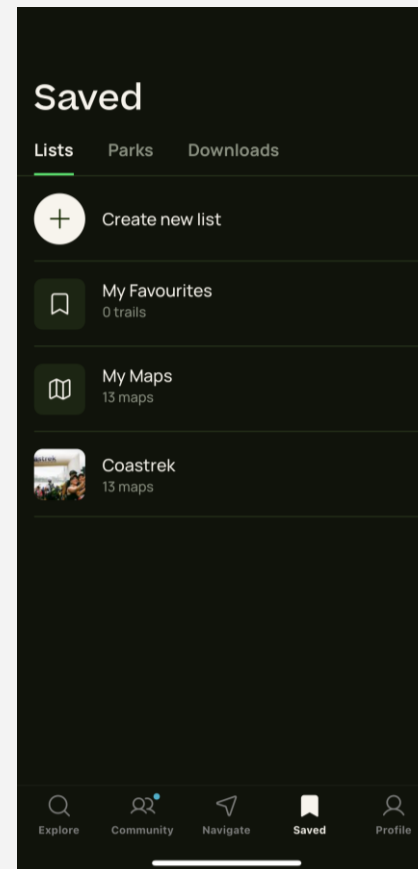 Saved
Lists Parks Downloads
Create new list
My Favourites
0 trails
My Maps
13 maps
Coastrek
13 maps
Explore Community Navigate Saved Profile